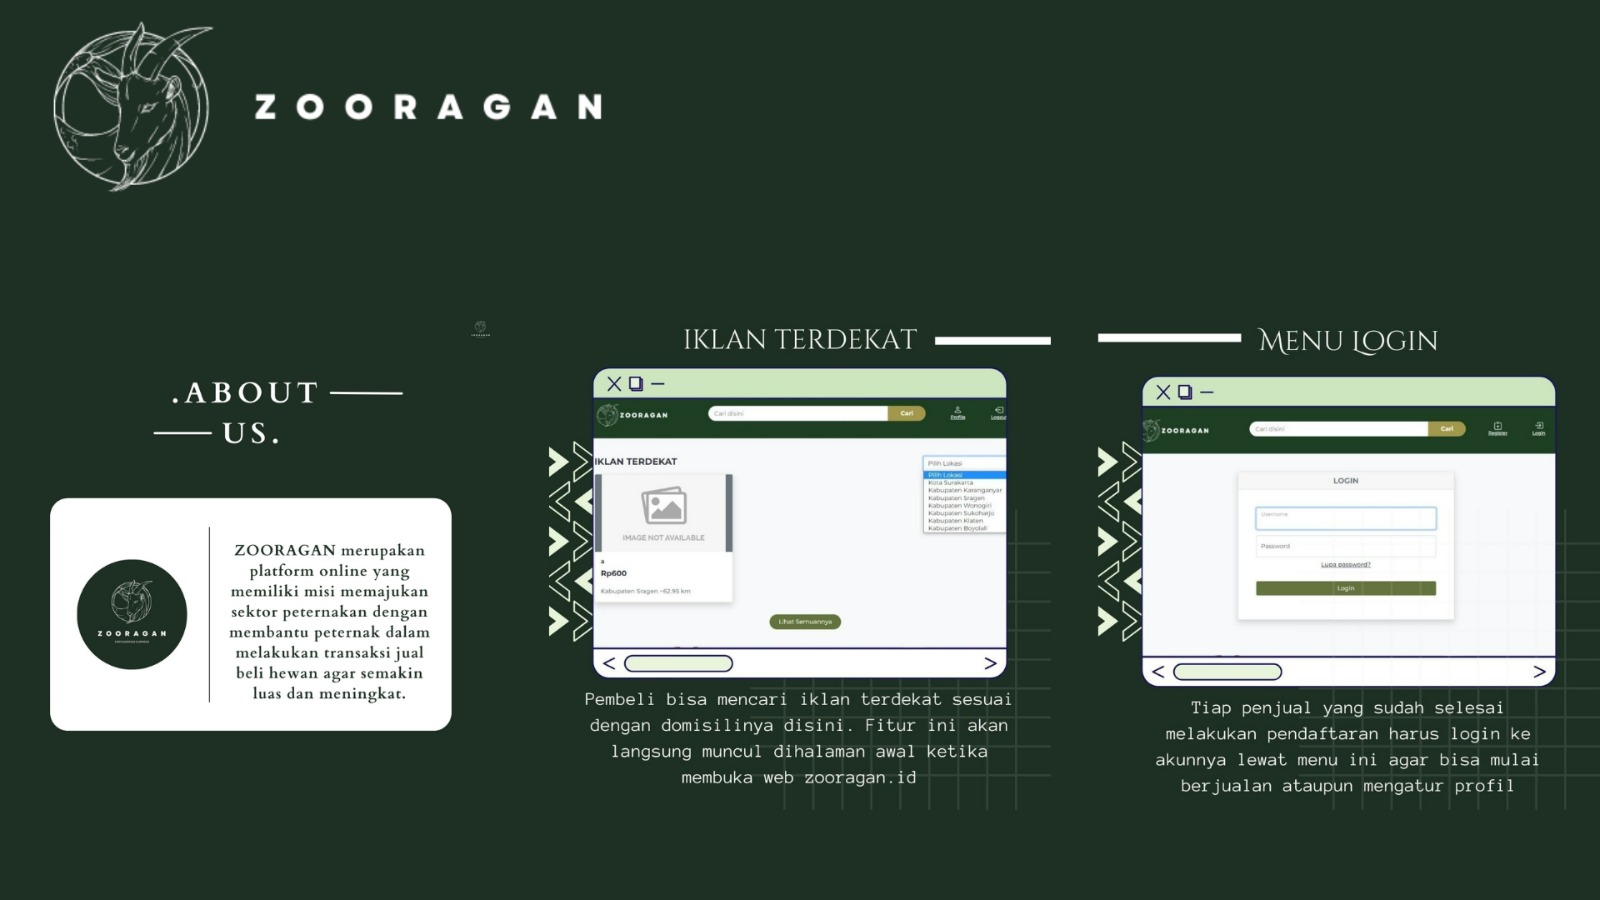 ZOORAGAN
.ABOUT
US.
ZOORAGAN
ZOORAGAN merupakan
platform online yang
memiliki misi memajukan
sektor peternakan dengan
membantu peternak dalam
melakukan transaksi jual
beli hewan agar semakin
luas dan meningkat.
IKLAN TERDEKAT
ZOORAGAN
Cari disini
Cari
Profile
Logout
IKLAN TERDEKAT
Pilih Lokasi
Pilih Lokasi
Kota Surakarta
Kabupaten Karanganyar
Kabupaten Sragen
Kabupaten Wonogiri
Kabupaten Sukoharjo
Kabupaten Klaten
Kabupaten Boyolali
IMAGE NOT AVAILABLE
a
Rp600
Kabupaten Sragen ~62.95 km
Lihat Semuannya
Pembeli bisa mencari iklan terdekat sesuai
dengan domisilinya disini. Fitur ini akan
langsung muncul dihalaman awal ketika
membuka web zooragan.id
MENU LOGIN
ZOORAGAN
Cari disini
Cari
Register
Login
LOGIN
Username
Password
Lupa password?
Login
Tiap penjual yang sudah selesai
melakukan pendaftaran harus login ke
akunnya lewat menu ini agar bisa mulai
berjualan ataupun mengatur profil